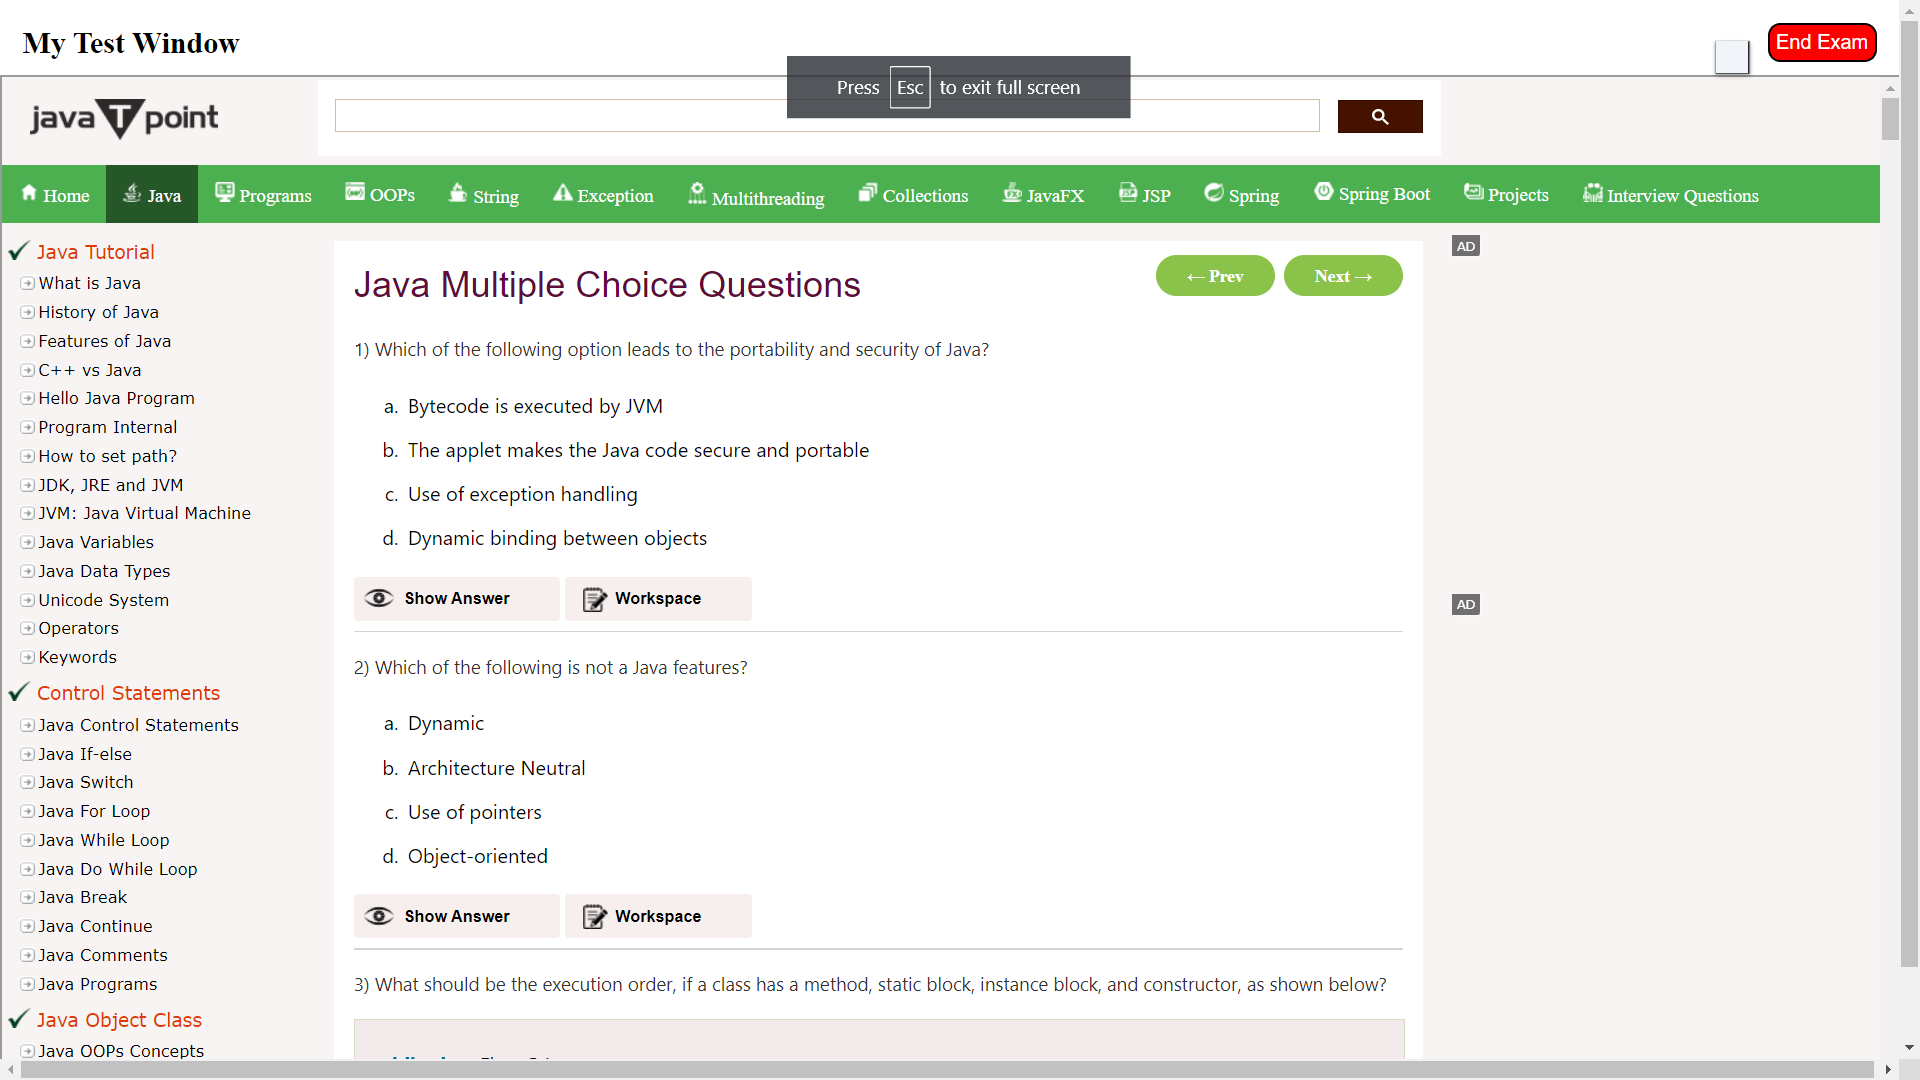 My Test Window
End Exam
Press Esc to exit full screen
java T point
Home Java Programs OOPs String Exception Multithreading Collections JavaFX JSP Spring Spring Boot Projects Interview Questions
Java Tutorial
What is Java
History of Java
Features of Java
C++ vs Java
Hello Java Program
Program Internal
How to set path?
JDK, JRE and JVM
JVM: Java Virtual Machine
Java Variables
Java Data Types
Unicode System
Operators
Keywords
Control Statements
Java Control Statements
Java If-else
Java Switch
Java For Loop
Java While Loop
Java Do While Loop
Java Break
Java Continue
Java Comments
Java Programs
Java Object Class
Java OOPs Concepts
Java Multiple Choice Questions
← Prev
Next →
1) Which of the following option leads to the portability and security of Java?
a. Bytecode is executed by JVM
b. The applet makes the Java code secure and portable
c. Use of exception handling
d. Dynamic binding between objects
Show Answer
Workspace
2) Which of the following is not a Java features?
a. Dynamic
b. Architecture Neutral
c. Use of pointers
d. Object-oriented
Show Answer
Workspace
3) What should be the execution order, if a class has a method, static block, instance block, and constructor, as shown below?
AD
AD